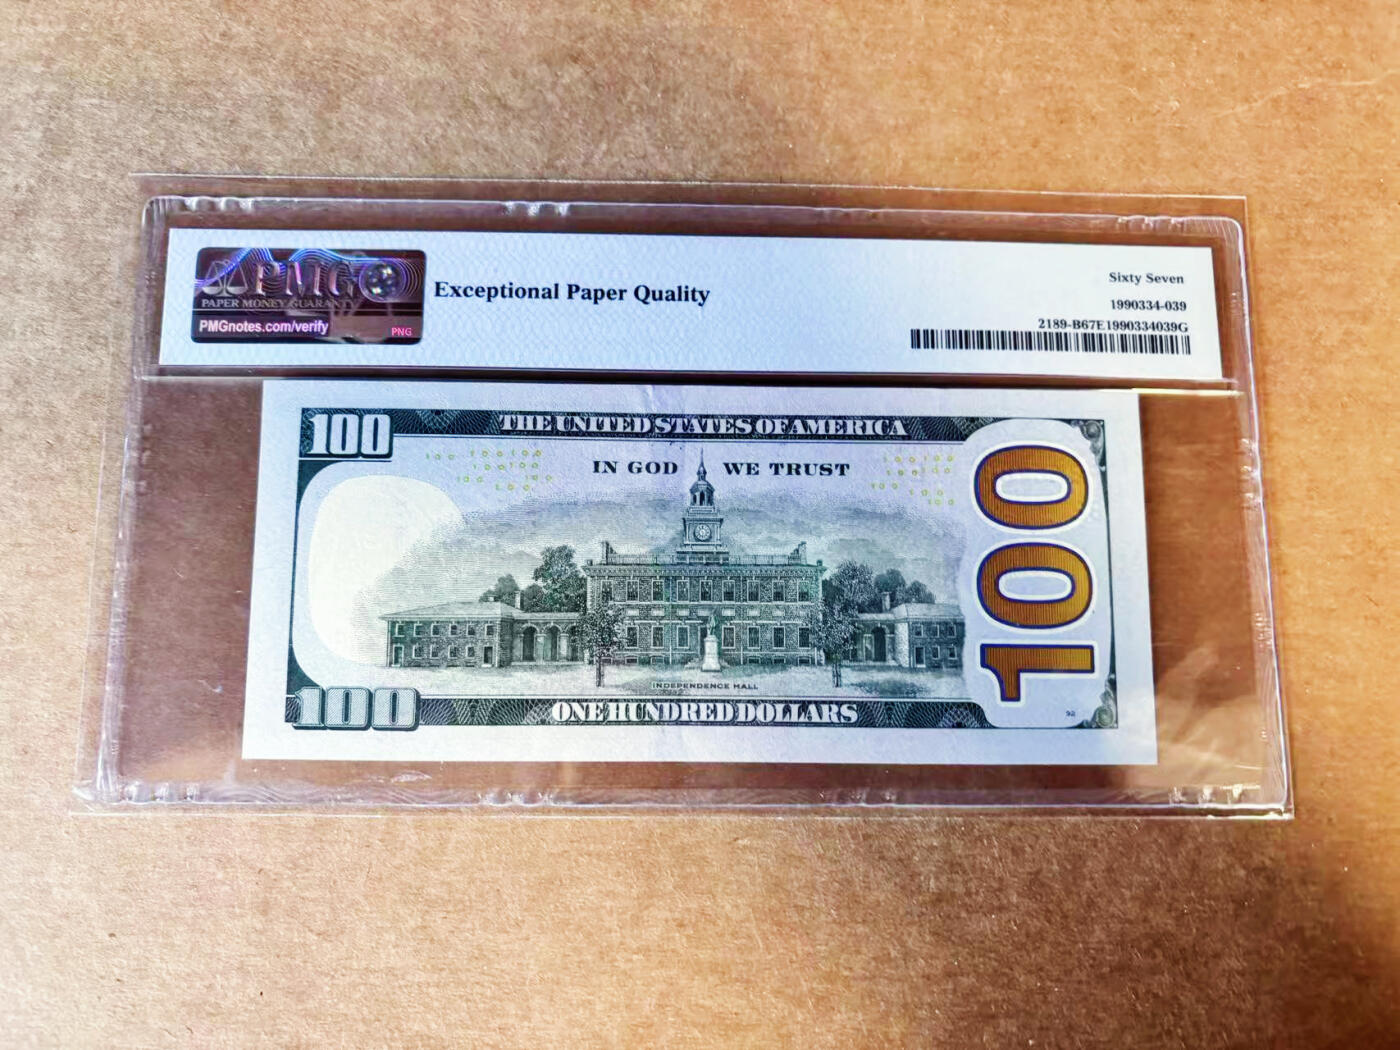 PMG
PAPER MONEY GUARANTY
PMGnotes.com/verify
PNG
Exceptional Paper Quality
Sixty Seven
1990334-039
2189-B67E1990334039G
100
THE UNITED STATES OF AMERICA
IN GOD WE TRUST
100
INDEPENDENCE HALL
100
ONE HUNDRED DOLLARS
92